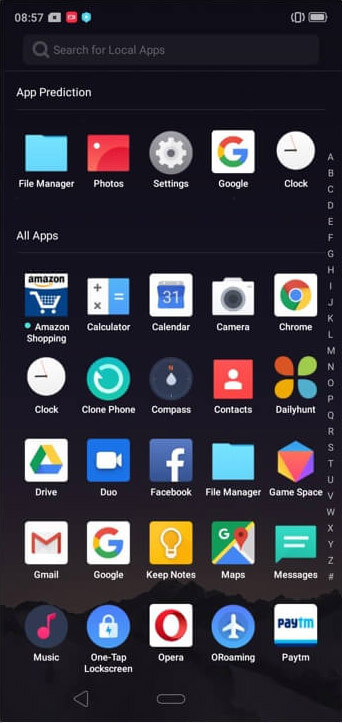 08:57
Search for Local Apps
App Prediction
File Manager Photos Settings Google Clock
All Apps
amazon
31
Amazon Shopping Calculator Calendar Camera Chrome
Clock Clone Phone Compass Contacts Dailyhunt
Drive Duo Facebook File Manager Game Space
Gmail Google Keep Notes Maps Messages
Paytm
Music One-Tap Lockscreen Opera ORoaming Paytm
A
B
C
D
E
F
G
H
I
J
K
L
M
N
O
P
Q
R
S
T
U
V
W
X
Y
Z
#